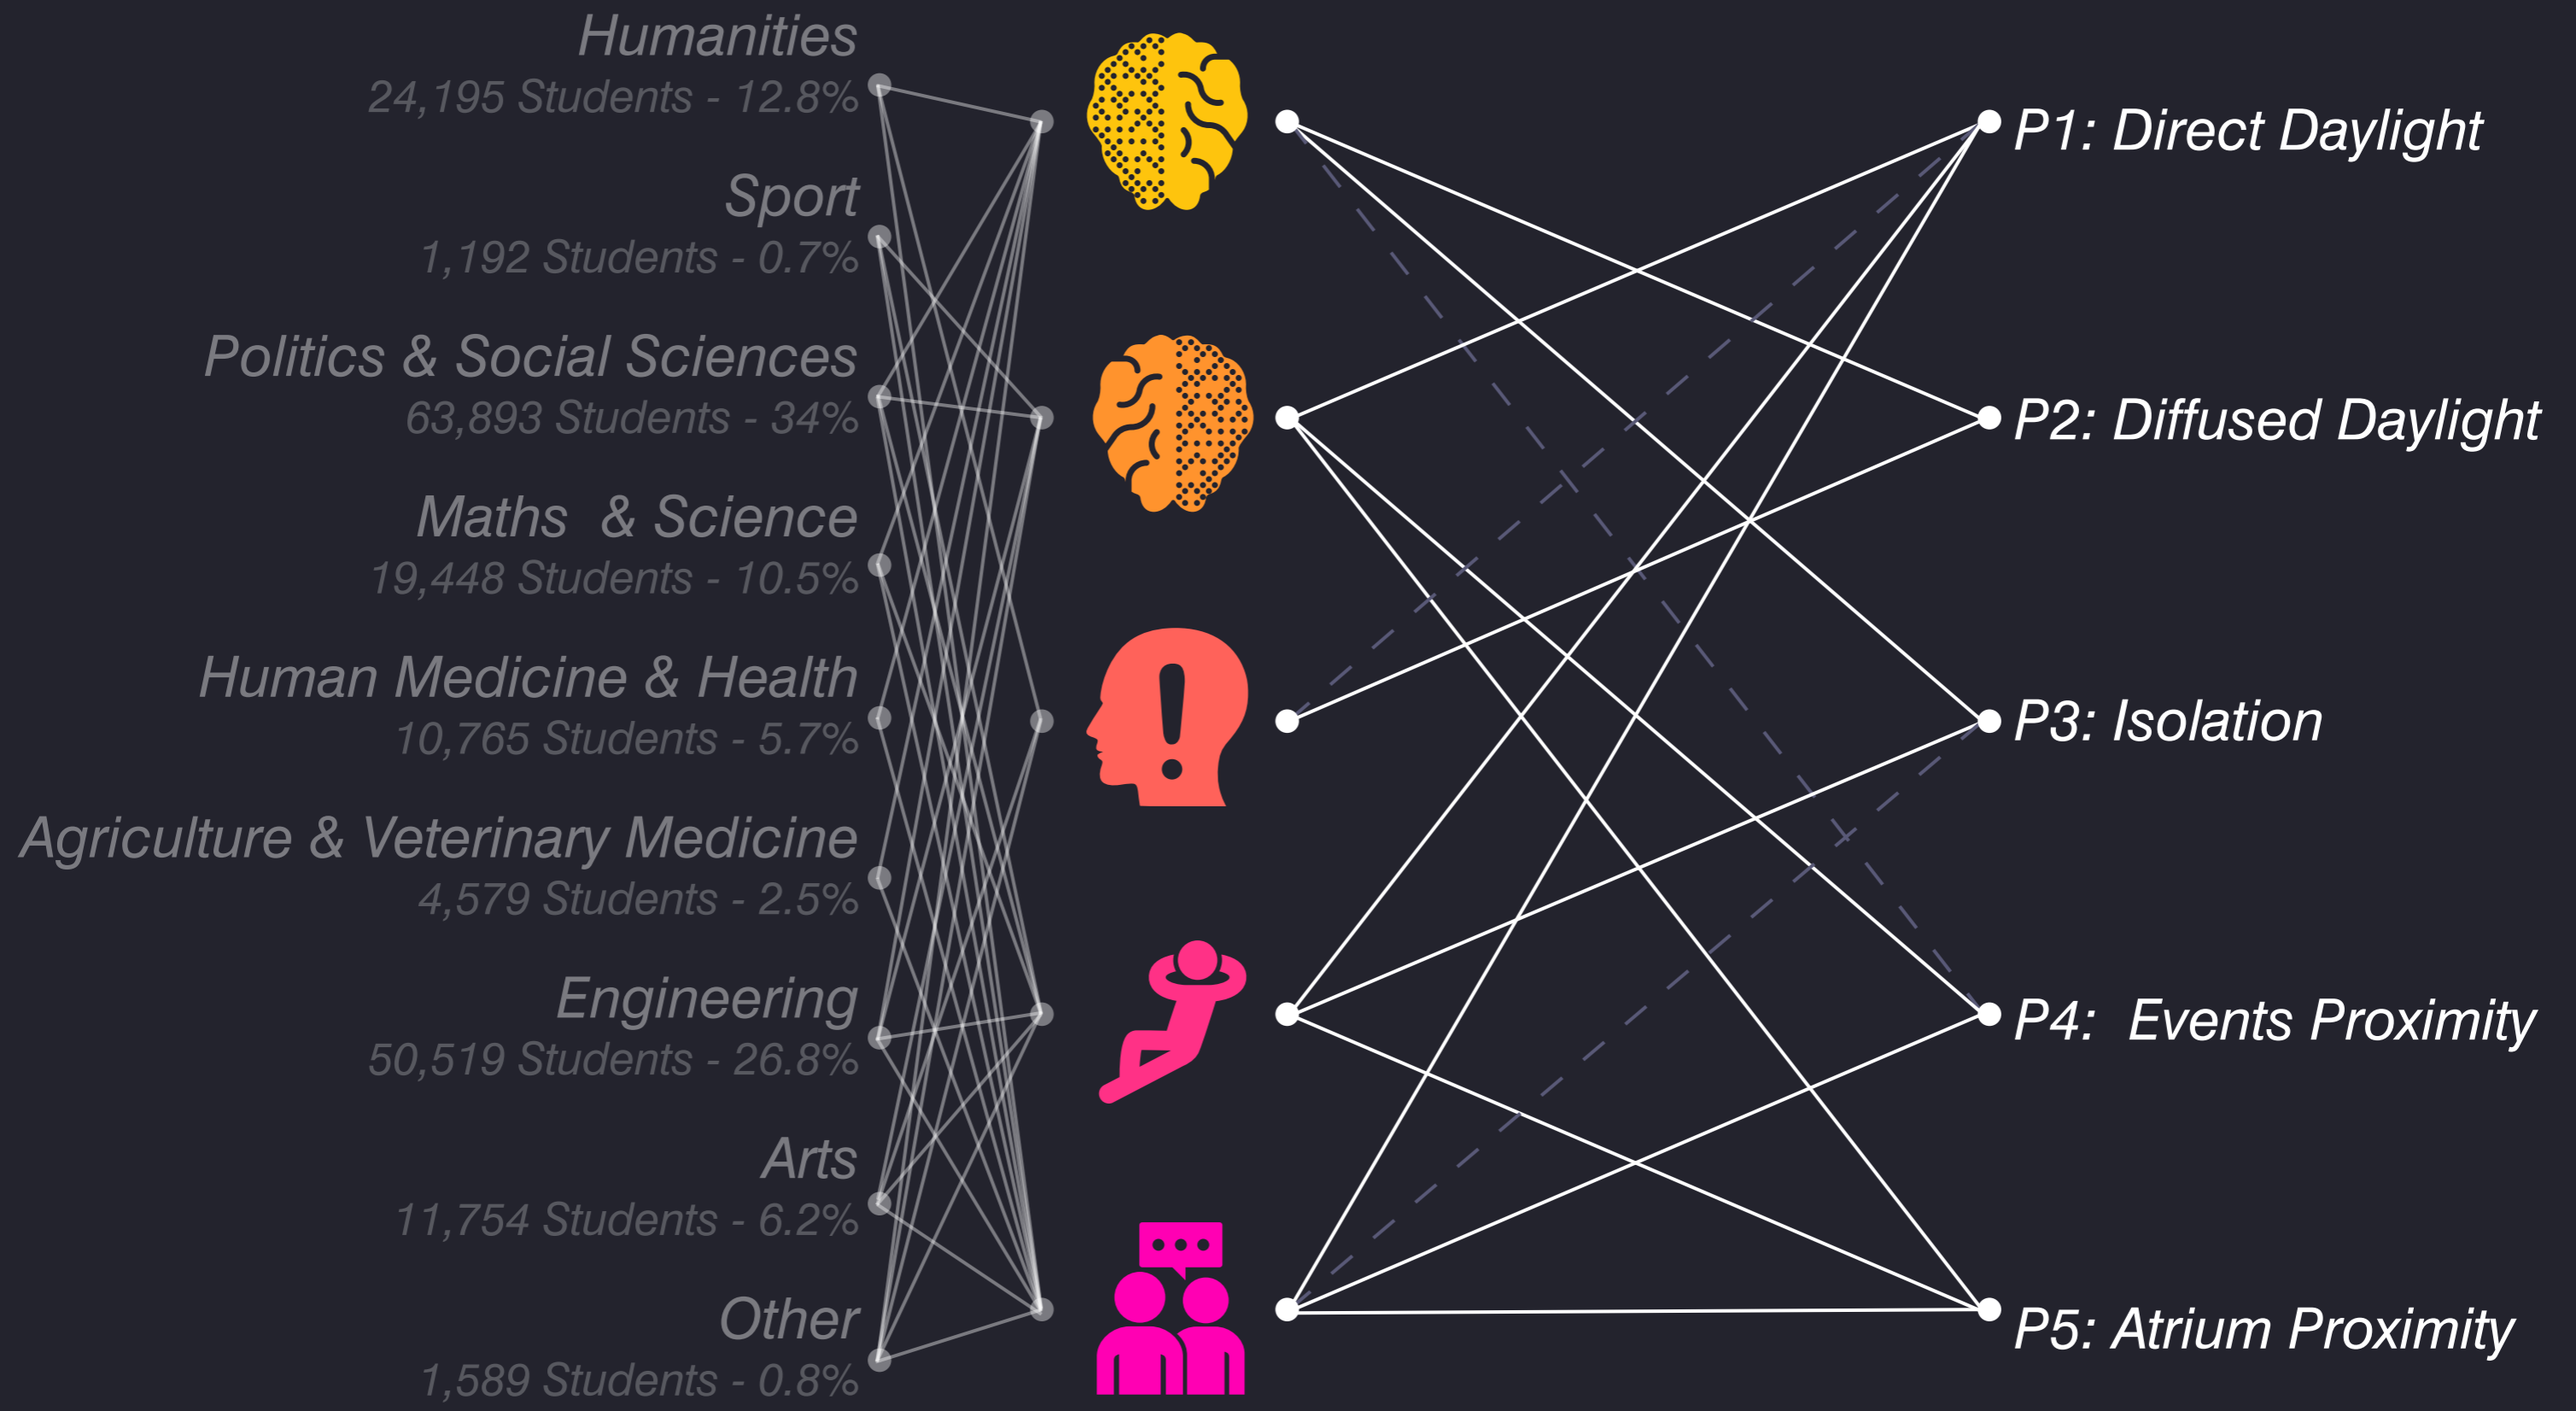 Humanities
24,195 Students - 12.8%
Sport
1,192 Students - 0.7%
Politics & Social Sciences
63,893 Students - 34%
Maths  & Science
19,448 Students - 10.5%
Human Medicine & Health
10,765 Students - 5.7%
Agriculture & Veterinary Medicine
4,579 Students - 2.5%
Engineering
50,519 Students - 26.8%
Arts
11,754 Students - 6.2%
Other
1,589 Students - 0.8%
P1: Direct Daylight
P2: Diffused Daylight
P3: Isolation
P4:  Events Proximity
P5: Atrium Proximity